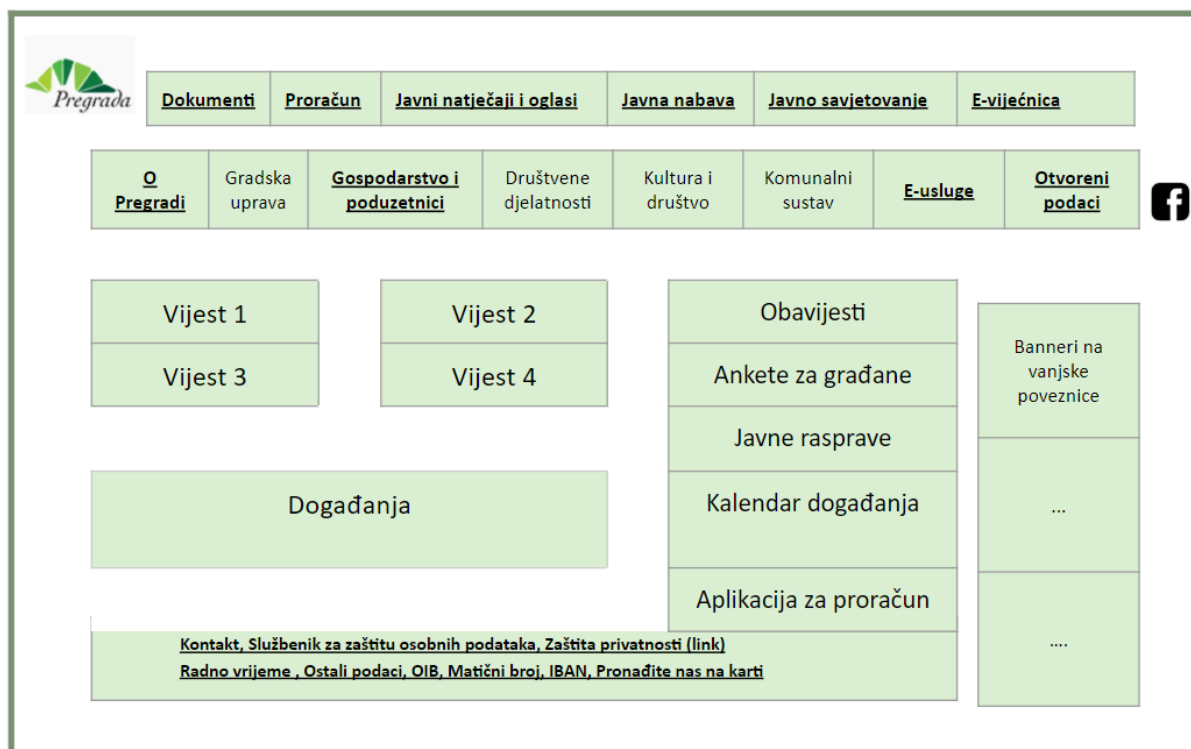 Pregrada
Dokumenti
Proračun
Javni natječaji i oglasi
Javna nabava
Javno savjetovanje
E-vijećnica
O
Pregradi
Gradska
uprava
Gospodarstvo i
poduzetnici
Društvene
djelatnosti
Kultura i
društvo
Komunalni
sustav
E-usluge
Otvoreni
podaci
Vijest 1
Vijest 2
Vijest 3
Vijest 4
Događanja
Obavijesti
Ankete za građane
Javne rasprave
Kalendar događanja
Aplikacija za proračun
Banneri na
vanjske
poveznice
...
....
Kontakt, Službenik za zaštitu osobnih podataka, Zaštita privatnosti (link)
Radno vrijeme , Ostali podaci, OIB, Matični broj, IBAN, Pronađite nas na karti